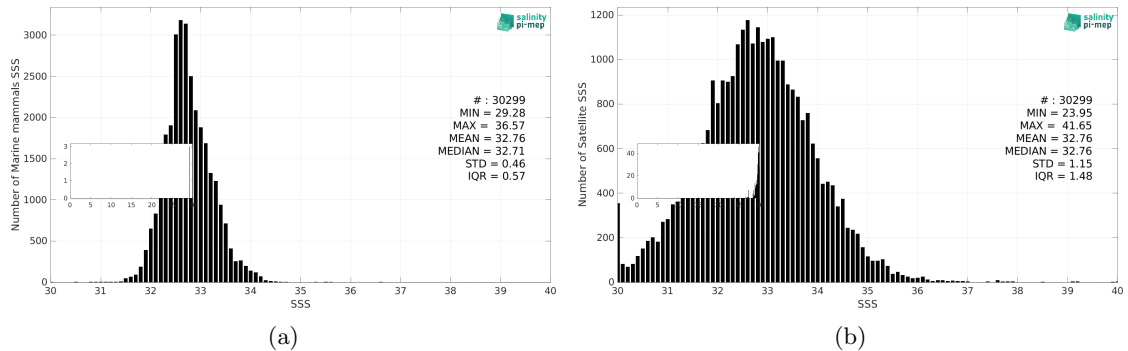 salinity
pi-mep
Number of Marine mammals SSS
3000
2500
2000
1500
1000
500
0
# : 30299
MIN = 29.28
MAX = 36.57
MEAN = 32.76
MEDIAN = 32.71
STD = 0.46
IQR = 0.57
3
2
1
0
0 5 10 15 20
30 31 32 33 34 35 36 37 38 39 40
SSS
(a)
salinity
pi-mep
Number of Satellite SSS
1200
1000
800
600
400
200
0
# : 30299
MIN = 23.95
MAX = 41.65
MEAN = 32.76
MEDIAN = 32.76
STD = 1.15
IQR = 1.48
40
20
0
0 5 10 15
30 31 32 33 34 35 36 37 38 39 40
SSS
(b)